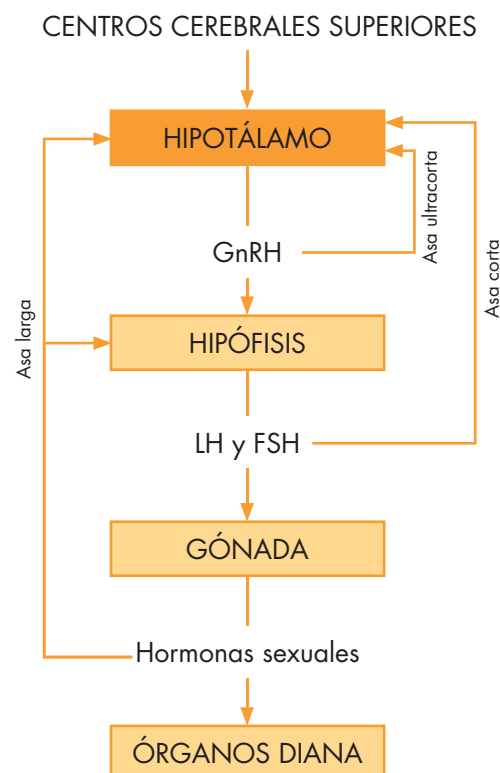 CENTROS CEREBRALES SUPERIORES
HIPOTÁLAMO
Asa ultracorta
GnRH
Asa corta
Asa larga
HIPÓFISIS
LH y FSH
GÓNADA
Hormonas sexuales
ÓRGANOS DIANA